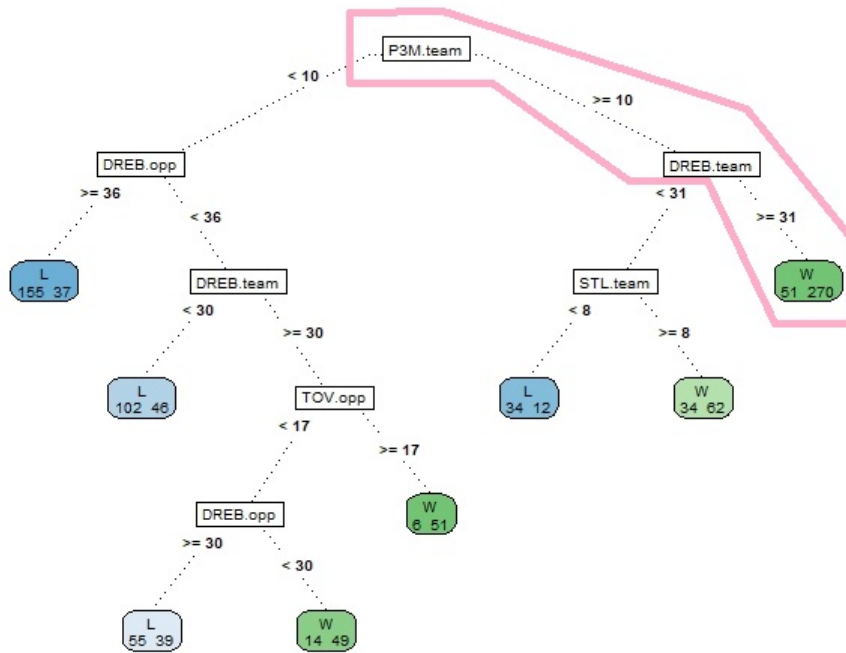 P3M.team
< 10
>= 10
DREB.opp
DREB.team
>= 36
< 36
< 31
>= 31
L
155 37
DREB.team
STL.team
W
51 270
< 30
>= 30
< 8
>= 8
L
102 46
TOV.opp
L
34 12
W
34 62
< 17
>= 17
DREB.opp
W
6 51
>= 30
< 30
L
55 39
W
14 49